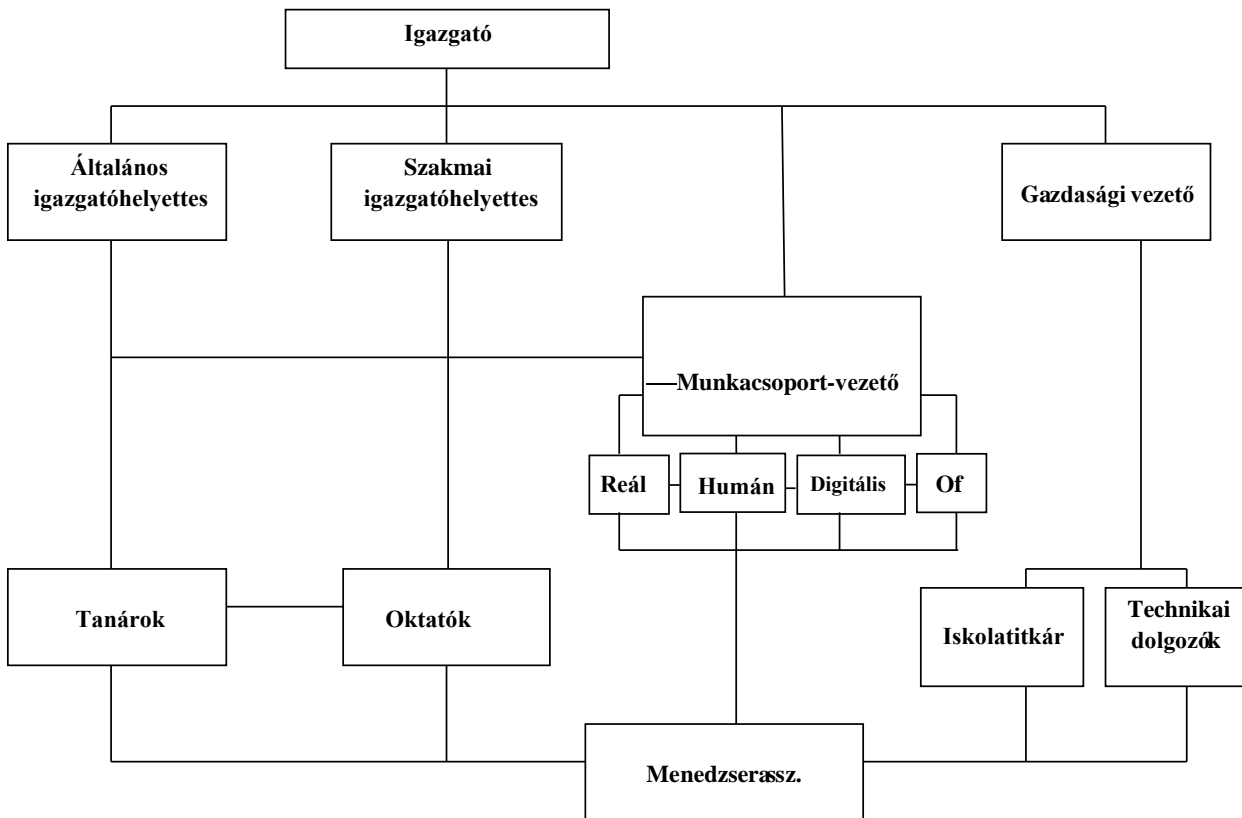 Igazgató
Általános
igazgatóhelyettes
Szakmai
igazgatóhelyettes
Gazdasági vezető
Munkacsoport-vezető
Reál
Humán
Digitális
Of
Tanárok
Oktatók
Iskolatitkár
Technikai
dolgozók
Menedzserassz.